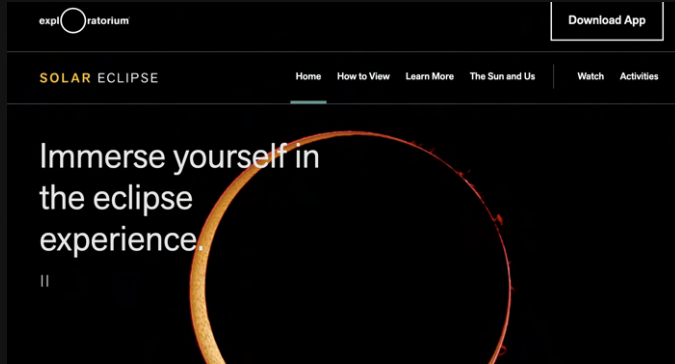 expl ratorium
Download App
SOLAR ECLIPSE
Home How to View Learn More The Sun and Us Watch Activities
Immerse yourself in
the eclipse
experience.